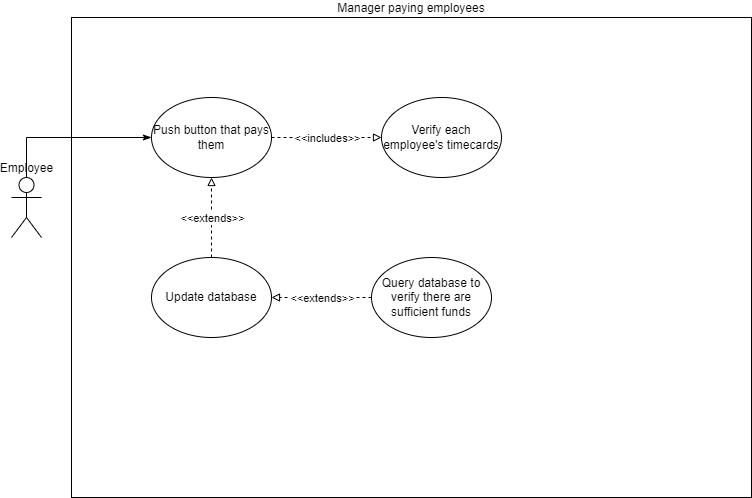 Manager paying employees
Push button that pays
them
<<includes>>
Verify each
employee's timecards
Employee
<<extends>>
Update database
<<extends>>
Query database to
verify there are
sufficient funds